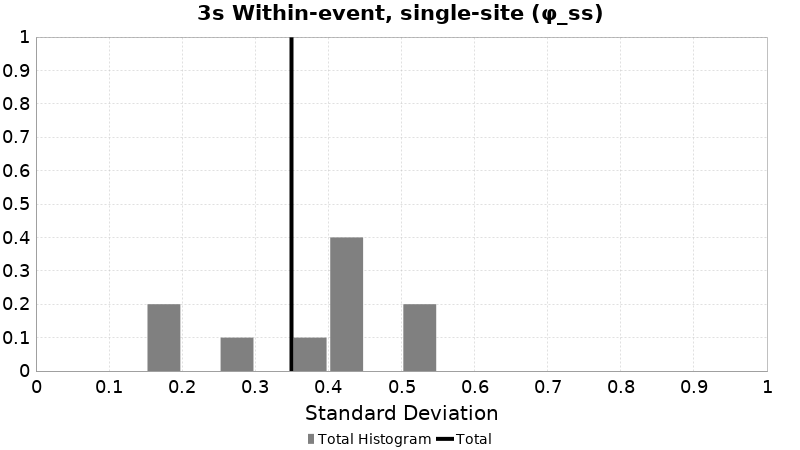 3s Within-event, single-site (φ_ss)
1
0.9
0.8
0.7
0.6
0.5
0.4
0.3
0.2
0.1
0
0 0.1 0.2 0.3 0.4 0.5 0.6 0.7 0.8 0.9 1
Standard Deviation
Total Histogram Total